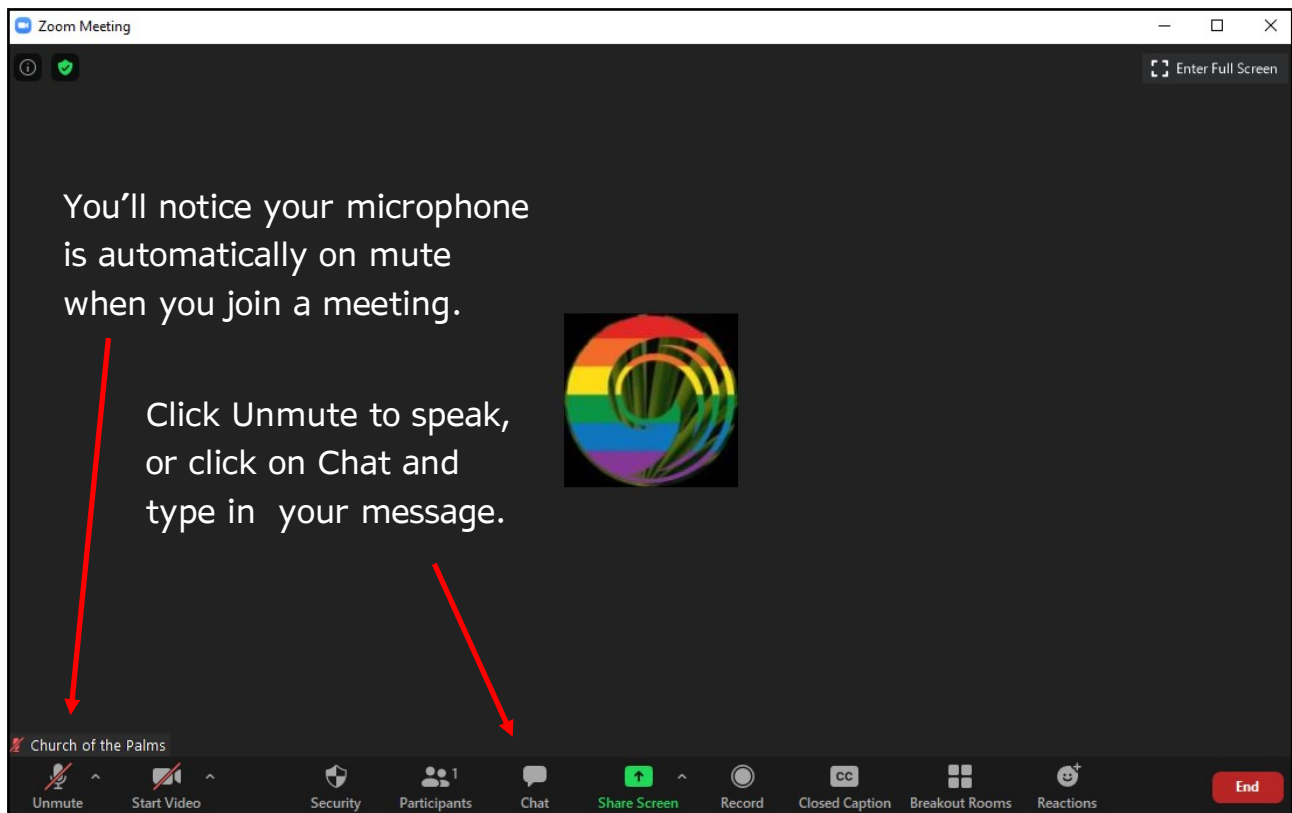 Zoom Meeting
Enter Full Screen
You’ll notice your microphone
is automatically on mute
when you join a meeting.
Click Unmute to speak,
or click on Chat and
type in  your message.
Church of the Palms
1
Unmute Start Video Security Participants Chat Share Screen Record Closed Caption Breakout Rooms Reactions End
CC